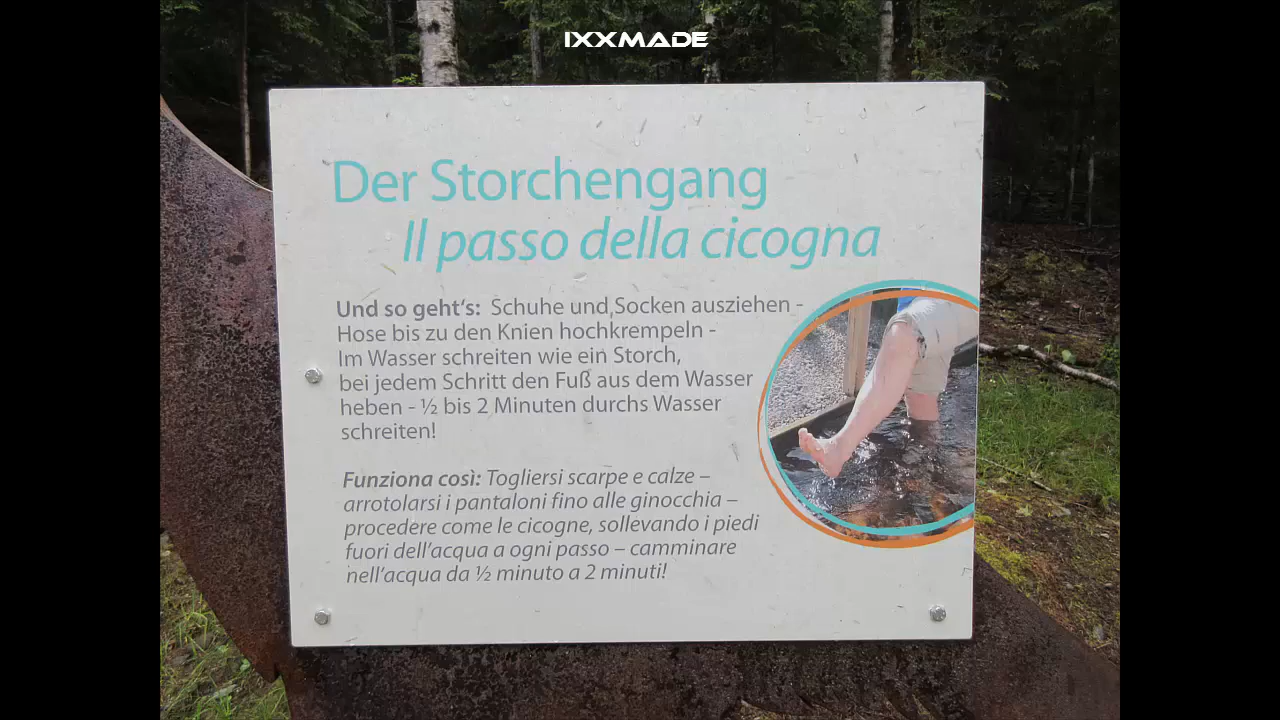 IXXMADE
Der Storchengang
Il passo della cicogna
Und so geht's: Schuhe und Socken ausziehen -
Hose bis zu den Knien hochkrempeln -
Im Wasser schreiten wie ein Storch,
bei jedem Schritt den Fuß aus dem Wasser
heben - ½ bis 2 Minuten durchs Wasser
schreiten!
Funziona così: Togliersi scarpe e calze –
arrotolarsi i pantaloni fino alle ginocchia –
procedere come le cicogne, sollevando i piedi
fuori dell'acqua a ogni passo – camminare
nell'acqua da ½ minuto a 2 minuti!